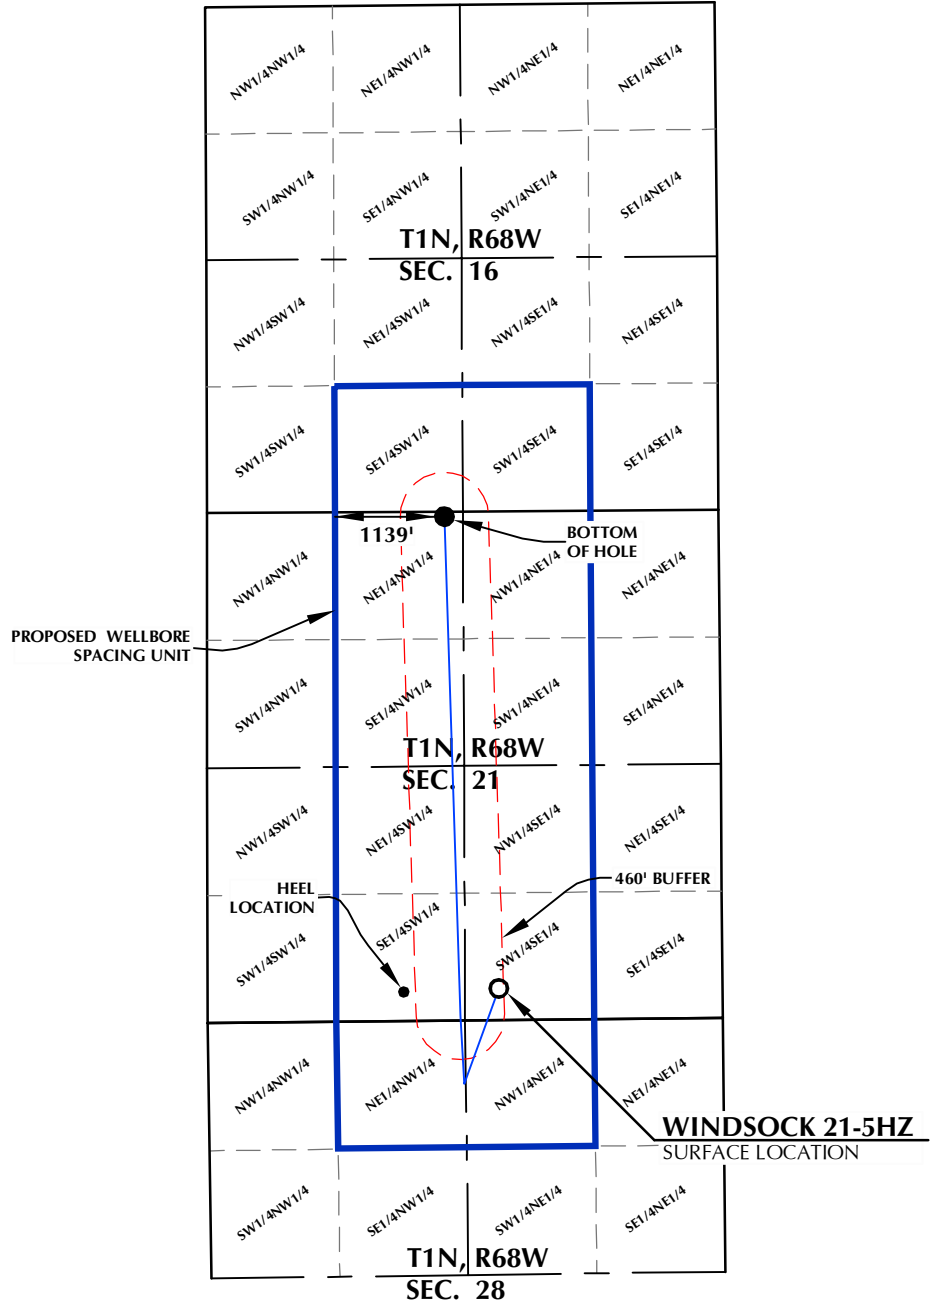 NW1/4NW1/4
NE1/4NW1/4
NW1/4NE1/4
NE1/4NE1/4
SW1/4NW1/4
SE1/4NW1/4
SW1/4NE1/4
SE1/4NE1/4
T1N, R68W
SEC. 16
NW1/4SW1/4
NE1/4SW1/4
NW1/4SE1/4
NE1/4SE1/4
SW1/4SW1/4
SE1/4SW1/4
SW1/4SE1/4
SE1/4SE1/4
1139'
BOTTOM
OF HOLE
NW1/4NW1/4
NE1/4NW1/4
NW1/4NE1/4
NE1/4NE1/4
PROPOSED WELLBORE
SPACING UNIT
SW1/4NW1/4
SE1/4NW1/4
SW1/4NE1/4
SE1/4NE1/4
T1N, R68W
SEC. 21
NW1/4SW1/4
NE1/4SW1/4
NW1/4SE1/4
NE1/4SE1/4
HEEL
LOCATION
460' BUFFER
SW1/4SW1/4
SE1/4SW1/4
SW1/4SE1/4
SE1/4SE1/4
NW1/4NW1/4
NE1/4NW1/4
NW1/4NE1/4
NE1/4NE1/4
WINDSOCK 21-5HZ
SURFACE LOCATION
SW1/4NW1/4
SE1/4NW1/4
SW1/4NE1/4
SE1/4NE1/4
T1N, R68W
SEC. 28